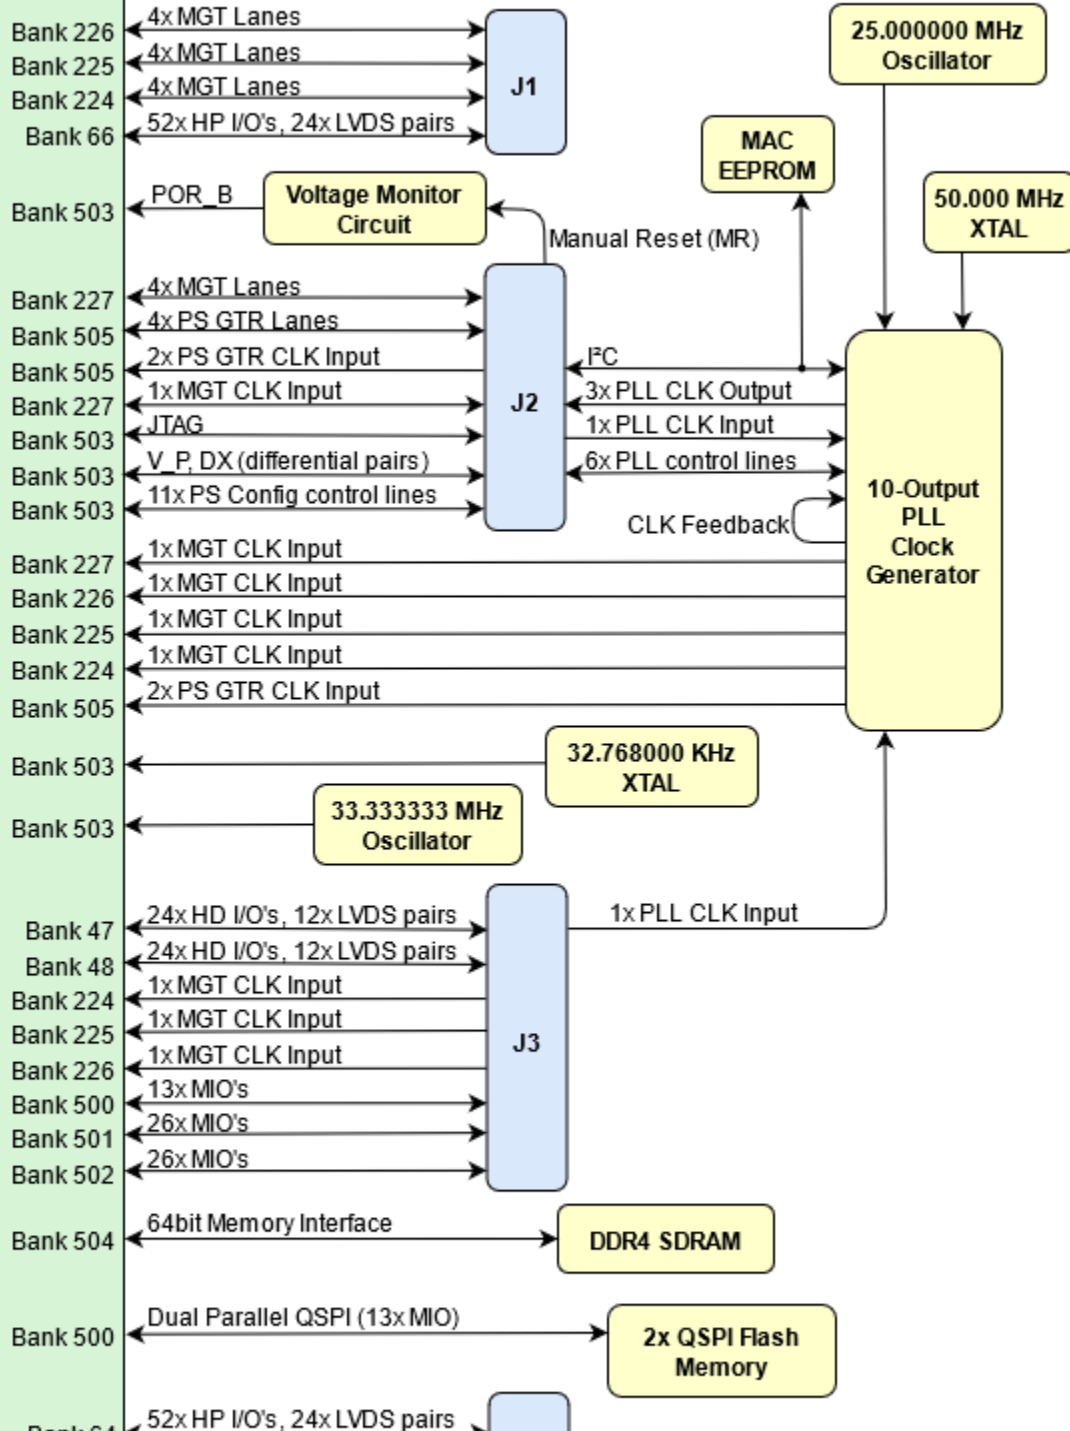 Bank 226
4x MGT Lanes
Bank 225
4x MGT Lanes
Bank 224
4x MGT Lanes
Bank 66
52x HP I/O's, 24x LVDS pairs
J1
25.000000 MHz
Oscillator
MAC
EEPROM
50.000 MHz
XTAL
Bank 503
POR_B
Voltage Monitor
Circuit
Manual Reset (MR)
Bank 227
4x MGT Lanes
Bank 505
4x PS GTR Lanes
Bank 505
2x PS GTR CLK Input
Bank 227
1x MGT CLK Input
Bank 503
JTAG
Bank 503
V_P, DX (differential pairs)
Bank 503
11x PS Config control lines
J2
I²C
3x PLL CLK Output
1x PLL CLK Input
6x PLL control lines
CLK Feedback
10-Output
PLL
Clock
Generator
Bank 227
1x MGT CLK Input
Bank 226
1x MGT CLK Input
Bank 225
1x MGT CLK Input
Bank 224
1x MGT CLK Input
Bank 505
2x PS GTR CLK Input
Bank 503
32.768000 KHz
XTAL
Bank 503
33.333333 MHz
Oscillator
Bank 47
24x HD I/O's, 12x LVDS pairs
Bank 48
24x HD I/O's, 12x LVDS pairs
Bank 224
1x MGT CLK Input
Bank 225
1x MGT CLK Input
Bank 226
1x MGT CLK Input
Bank 500
13x MIO's
Bank 501
26x MIO's
Bank 502
26x MIO's
J3
1x PLL CLK Input
Bank 504
64bit Memory Interface
DDR4 SDRAM
Bank 500
Dual Parallel QSPI (13x MIO)
2x QSPI Flash
Memory
Bank 64
52x HP I/O's, 24x LVDS pairs